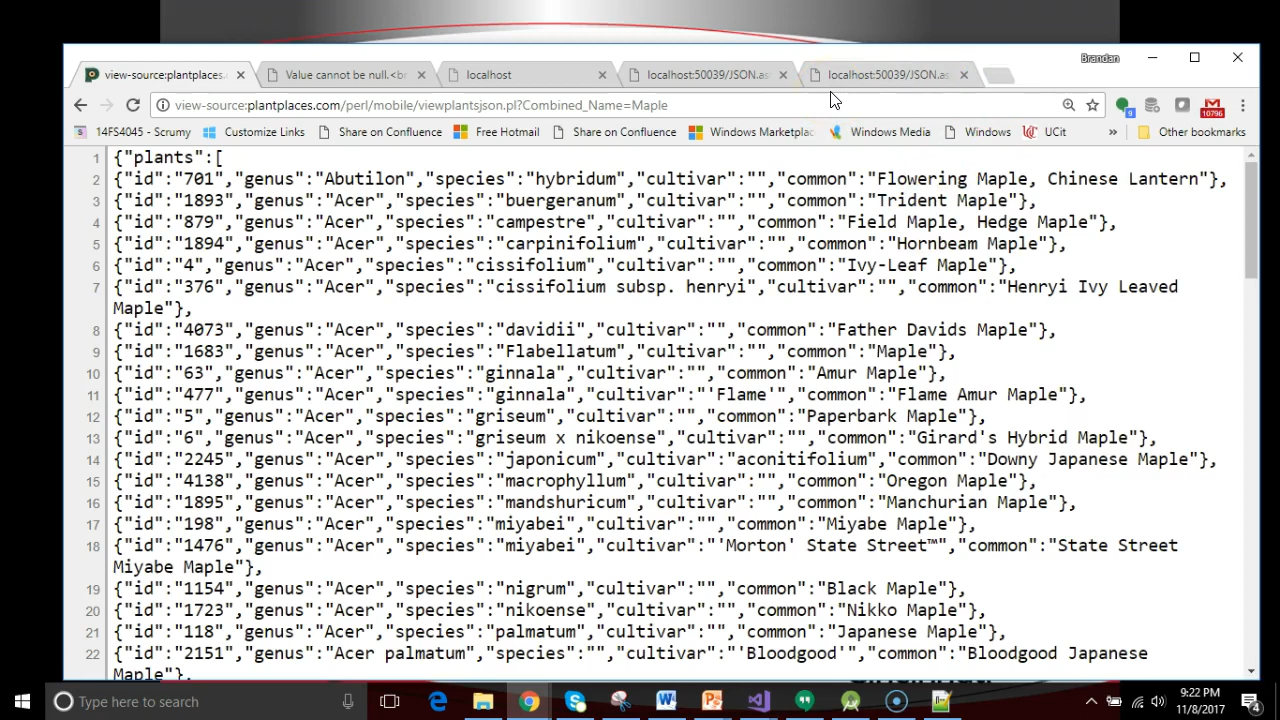 Brandan
view-source:plantplaces.
Value cannot be null.<br
localhost
localhost:50039/JSON.as
localhost:50039/JSON.as
view-source:plantplaces.com/perl/mobile/viewplantsjson.pl?Combined_Name=Maple
9
10796
14FS4045 - Scrumy
Customize Links
Share on Confluence
Free Hotmail
Share on Confluence
Windows Marketplac
Windows Media
Windows
UCit
»
Other bookmarks
1 {"plants":[
2 {"id":"701","genus":"Abutilon","species":"hybridum","cultivar":"","common":"Flowering Maple, Chinese Lantern"},
3 {"id":"1893","genus":"Acer","species":"buergeranum","cultivar":"","common":"Trident Maple"},
4 {"id":"879","genus":"Acer","species":"campestre","cultivar":"","common":"Field Maple, Hedge Maple"},
5 {"id":"1894","genus":"Acer","species":"carpinifolium","cultivar":"","common":"Hornbeam Maple"},
6 {"id":"4","genus":"Acer","species":"cissifolium","cultivar":"","common":"Ivy-Leaf Maple"},
7 {"id":"376","genus":"Acer","species":"cissifolium subsp. henryi","cultivar":"","common":"Henryi Ivy Leaved
Maple"},
8 {"id":"4073","genus":"Acer","species":"davidii","cultivar":"","common":"Father Davids Maple"},
9 {"id":"1683","genus":"Acer","species":"Flabellatum","cultivar":"","common":"Maple"},
10 {"id":"63","genus":"Acer","species":"ginnala","cultivar":"","common":"Amur Maple"},
11 {"id":"477","genus":"Acer","species":"ginnala","cultivar":"'Flame'","common":"Flame Amur Maple"},
12 {"id":"5","genus":"Acer","species":"griseum","cultivar":"","common":"Paperbark Maple"},
13 {"id":"6","genus":"Acer","species":"griseum x nikoense","cultivar":"","common":"Girard's Hybrid Maple"},
14 {"id":"2245","genus":"Acer","species":"japonicum","cultivar":"aconitifolium","common":"Downy Japanese Maple"},
15 {"id":"4138","genus":"Acer","species":"macrophyllum","cultivar":"","common":"Oregon Maple"},
16 {"id":"1895","genus":"Acer","species":"mandshuricum","cultivar":"","common":"Manchurian Maple"},
17 {"id":"198","genus":"Acer","species":"miyabei","cultivar":"","common":"Miyabe Maple"},
18 {"id":"1476","genus":"Acer","species":"miyabei","cultivar":"'Morton' State Street™","common":"State Street
Miyabe Maple"},
19 {"id":"1154","genus":"Acer","species":"nigrum","cultivar":"","common":"Black Maple"},
20 {"id":"1723","genus":"Acer","species":"nikoense","cultivar":"","common":"Nikko Maple"},
21 {"id":"118","genus":"Acer","species":"palmatum","cultivar":"","common":"Japanese Maple"},
22 {"id":"2151","genus":"Acer palmatum","species":"","cultivar":"'Bloodgood'","common":"Bloodgood Japanese
Maple"},
Type here to search
9:22 PM
11/8/2017
4